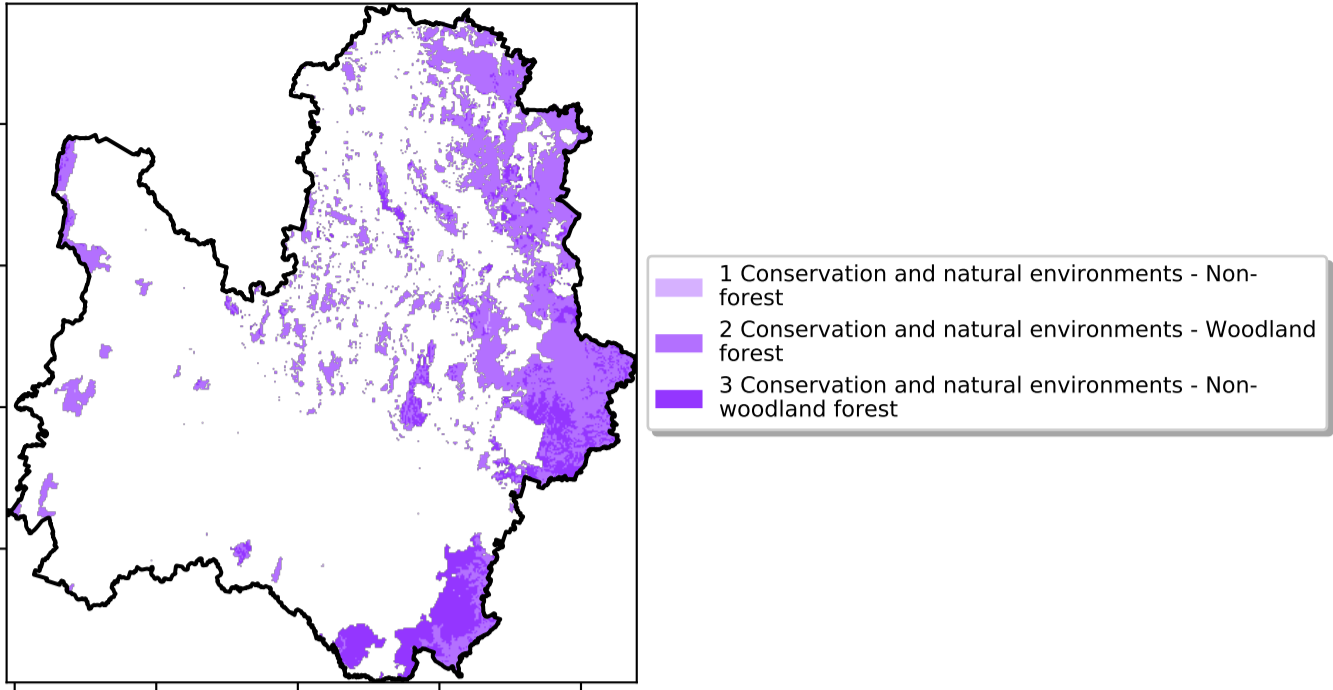 1 Conservation and natural environments - Non-
forest
2 Conservation and natural environments - Woodland
forest
3 Conservation and natural environments - Non-
woodland forest